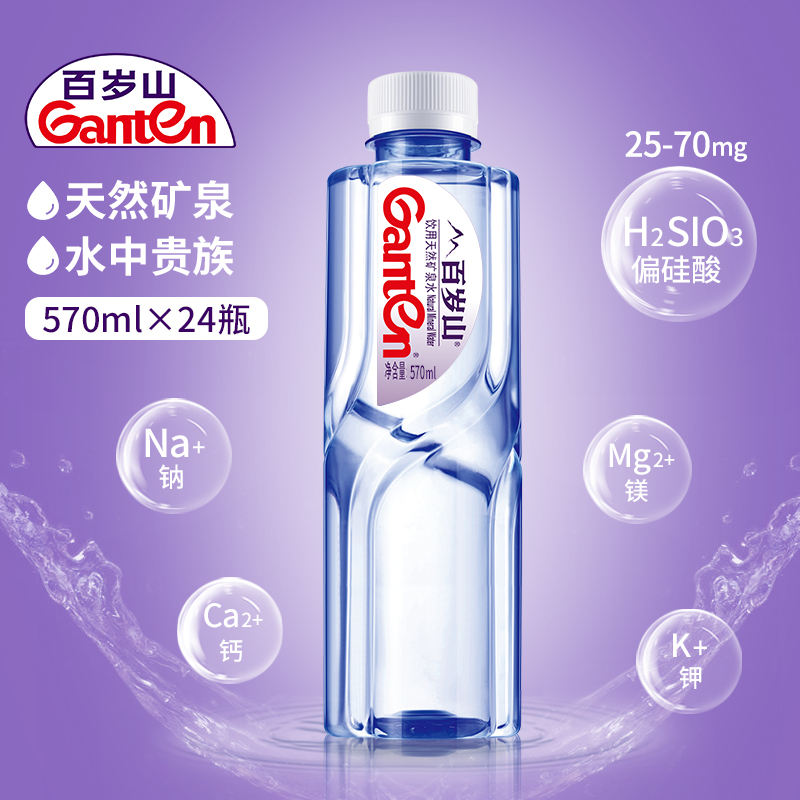 百岁山
Ganten
天然矿泉
水中贵族
570ml×24瓶
25-70mg
H2SIO3
偏硅酸
Na+
钠
Mg2+
镁
Ca2+
钙
K+
钾
百岁山®
饮用天然矿泉水 Natural Mineral Water
Ganten®
净含量: 570ml